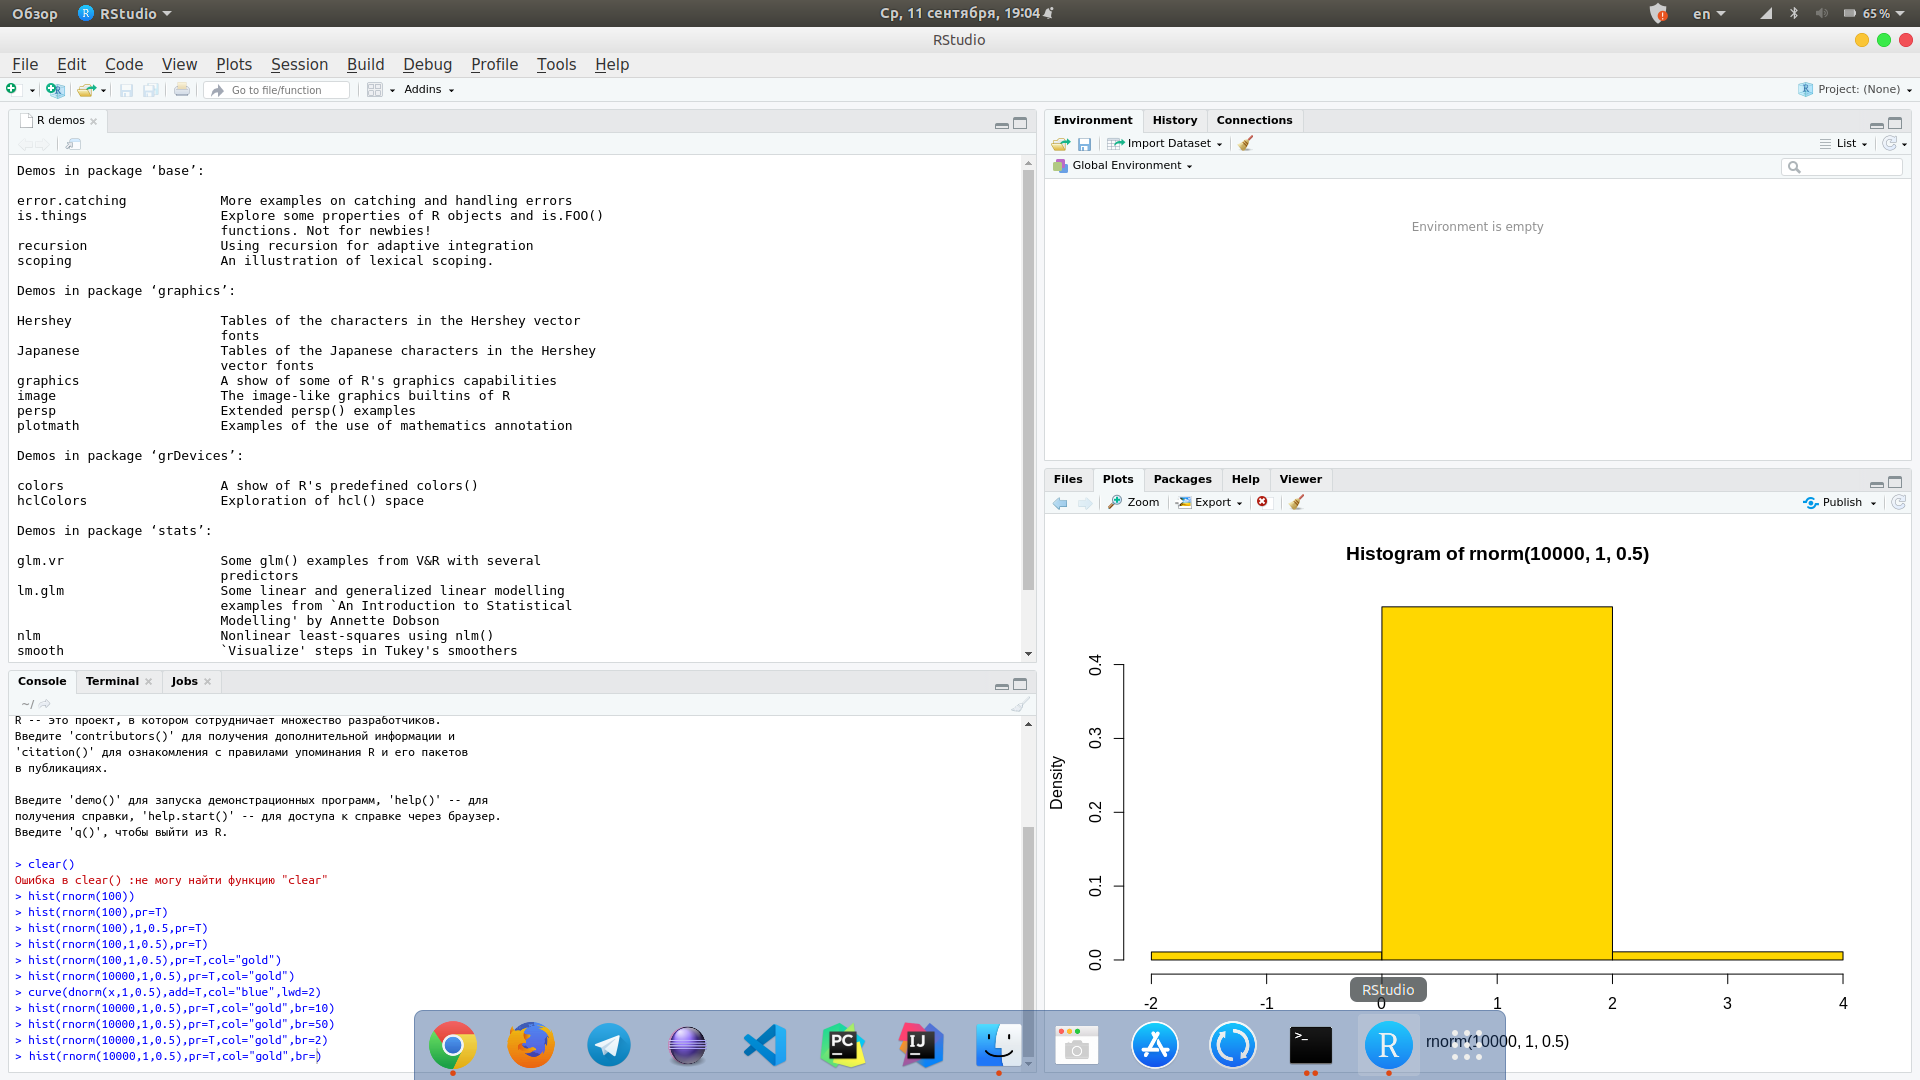 Обзор RStudio Ср, 11 сентября, 19:04 en 65%
RStudio
File Edit Code View Plots Session Build Debug Profile Tools Help
Go to file/function Addins Project: (None)
R demos
Demos in package ‘base’:
error.catching More examples on catching and handling errors
is.things Explore some properties of R objects and is.FOO()
functions. Not for newbies!
recursion Using recursion for adaptive integration
scoping An illustration of lexical scoping.
Demos in package ‘graphics’:
Hershey Tables of the characters in the Hershey vector
fonts
Japanese Tables of the Japanese characters in the Hershey
vector fonts
graphics A show of some of R's graphics capabilities
image The image-like graphics builtins of R
persp Extended persp() examples
plotmath Examples of the use of mathematics annotation
Demos in package ‘grDevices’:
colors A show of R's predefined colors()
hclColors Exploration of hcl() space
Demos in package ‘stats’:
glm.vr Some glm() examples from V&R with several
predictors
lm.glm Some linear and generalized linear modelling
examples from `An Introduction to Statistical
Modelling' by Annette Dobson
nlm Nonlinear least-squares using nlm()
smooth `Visualize' steps in Tukey's smoothers
Console Terminal Jobs
~/
R -- это проект, в котором сотрудничает множество разработчиков.
Введите 'contributors()' для получения дополнительной информации и
'citation()' для ознакомления с правилами упоминания R и его пакетов
в публикациях.
Введите 'demo()' для запуска демонстрационных программ, 'help()' -- для
получения справки, 'help.start()' -- для доступа к справке через браузер.
Введите 'q()', чтобы выйти из R.
> clear()
Ошибка в clear() :не могу найти функцию "clear"
> hist(rnorm(100))
> hist(rnorm(100),pr=T)
> hist(rnorm(100),1,0.5,pr=T)
> hist(rnorm(100,1,0.5),pr=T)
> hist(rnorm(100,1,0.5),pr=T,col="gold")
> hist(rnorm(10000,1,0.5),pr=T,col="gold")
> curve(dnorm(x,1,0.5),add=T,col="blue",lwd=2)
> hist(rnorm(10000,1,0.5),pr=T,col="gold",br=10)
> hist(rnorm(10000,1,0.5),pr=T,col="gold",br=50)
> hist(rnorm(10000,1,0.5),pr=T,col="gold",br=2)
> hist(rnorm(10000,1,0.5),pr=T,col="gold",br=)
Environment History Connections
Import Dataset List
Global Environment
Environment is empty
Files Plots Packages Help Viewer
Zoom Export Publish
Histogram of rnorm(10000, 1, 0.5)
Density
0.4
0.3
0.2
0.1
0.0
-2 -1 0 1 2 3 4
rnorm(10000, 1, 0.5)
RStudio
PC IJ >_ R